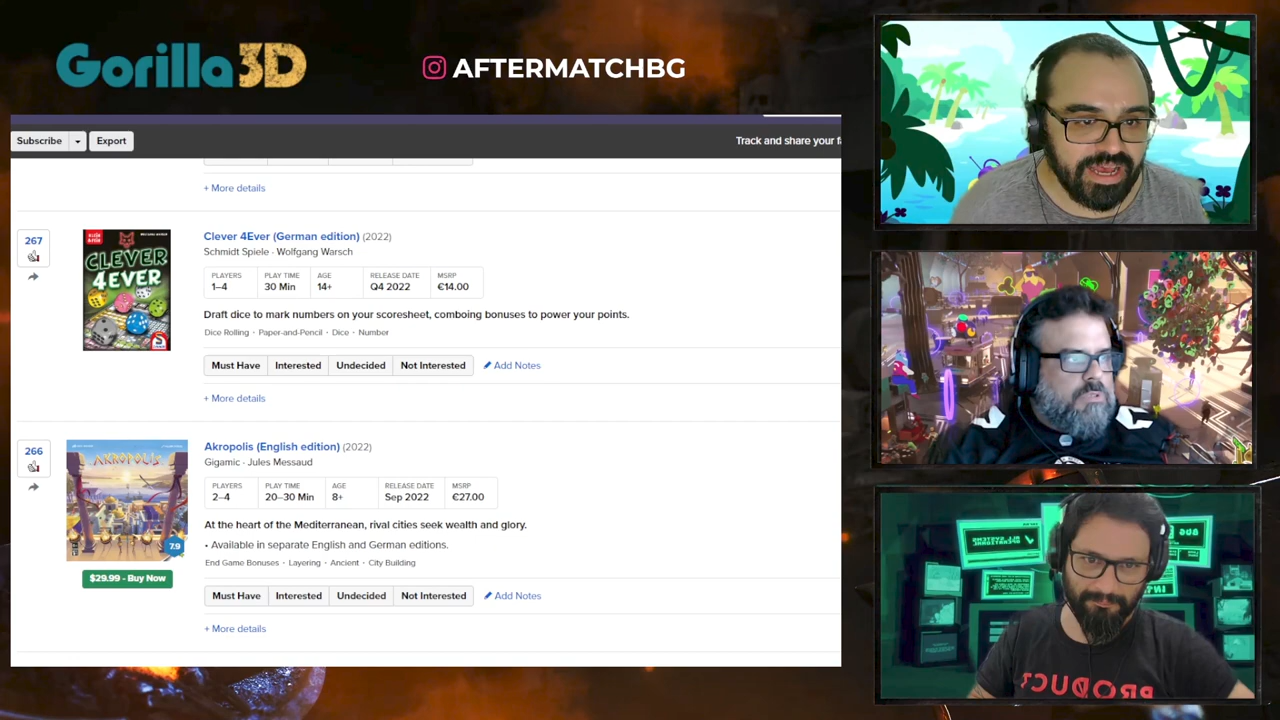 Gorilla3D
AFTERMATCHBG
Subscribe
Export
Track and share your fa
+ More details
267
CLEVER
4EVER
Clever 4Ever (German edition) (2022)
Schmidt Spiele - Wolfgang Warsch
PLAYERS PLAY TIME AGE RELEASE DATE MSRP
1–4 30 Min 14+ Q4 2022 €14.00
Draft dice to mark numbers on your scoresheet, comboing bonuses to power your points.
Dice Rolling · Paper-and-Pencil · Dice · Number
Must Have Interested Undecided Not Interested Add Notes
+ More details
266
AKROPOLIS
7.9
$29.99 - Buy Now
Akropolis (English edition) (2022)
Gigamic - Jules Messaud
PLAYERS PLAY TIME AGE RELEASE DATE MSRP
2–4 20–30 Min 8+ Sep 2022 €27.00
At the heart of the Mediterranean, rival cities seek wealth and glory.
• Available in separate English and German editions.
End Game Bonuses · Layering · Ancient · City Building
Must Have Interested Undecided Not Interested Add Notes
+ More details
ALL SYSTEMS
OPERATIONAL
AUG
PRODUCT